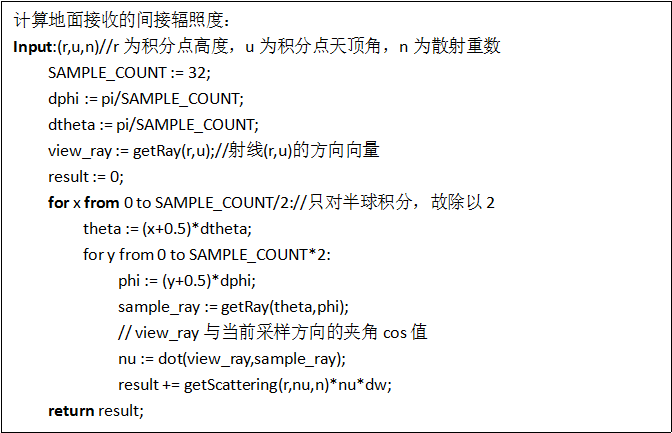 计算地面接收的间接辐照度：
Input:(r,u,n)//r 为积分点高度，u 为积分点天顶角，n 为散射重数
SAMPLE_COUNT := 32;
dphi := pi/SAMPLE_COUNT;
dtheta := pi/SAMPLE_COUNT;
view_ray := getRay(r,u);//射线(r,u)的方向向量
result := 0;
for x from 0 to SAMPLE_COUNT/2://只对半球积分，故除以 2
theta := (x+0.5)*dtheta;
for y from 0 to SAMPLE_COUNT*2:
phi := (y+0.5)*dphi;
sample_ray := getRay(theta,phi);
// view_ray 与当前采样方向的夹角 cos 值
nu := dot(view_ray,sample_ray);
result += getScattering(r,nu,n)*nu*dw;
return result;